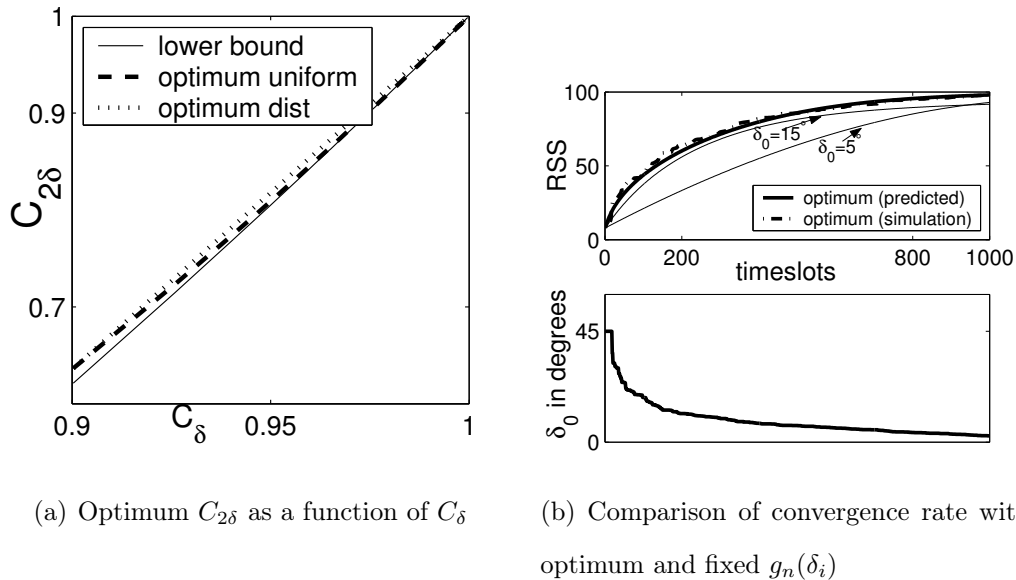 1
0.9
0.7
C2δ
lower bound
optimum uniform
optimum dist
0.9
0.95
1
Cδ
100
50
0
RSS
δ0=15°
δ0=5°
optimum (predicted)
optimum (simulation)
0
200
800
1000
timeslots
45
0
δ0 in degrees
(a) Optimum C2δ as a function of Cδ
(b) Comparison of convergence rate wit
optimum and fixed gn(δi)